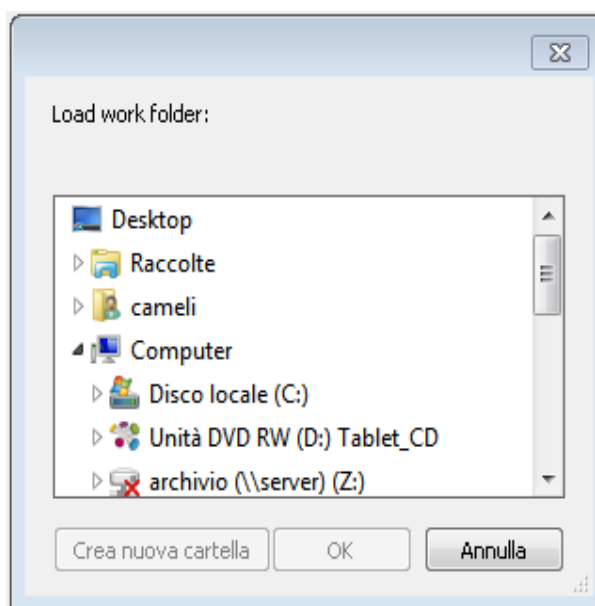 Load work folder:
Desktop
Raccolte
cameli
Computer
Disco locale (C:)
Unità DVD RW (D:) Tablet_CD
archivio (\\server) (Z:)
Crea nuova cartella OK Annulla